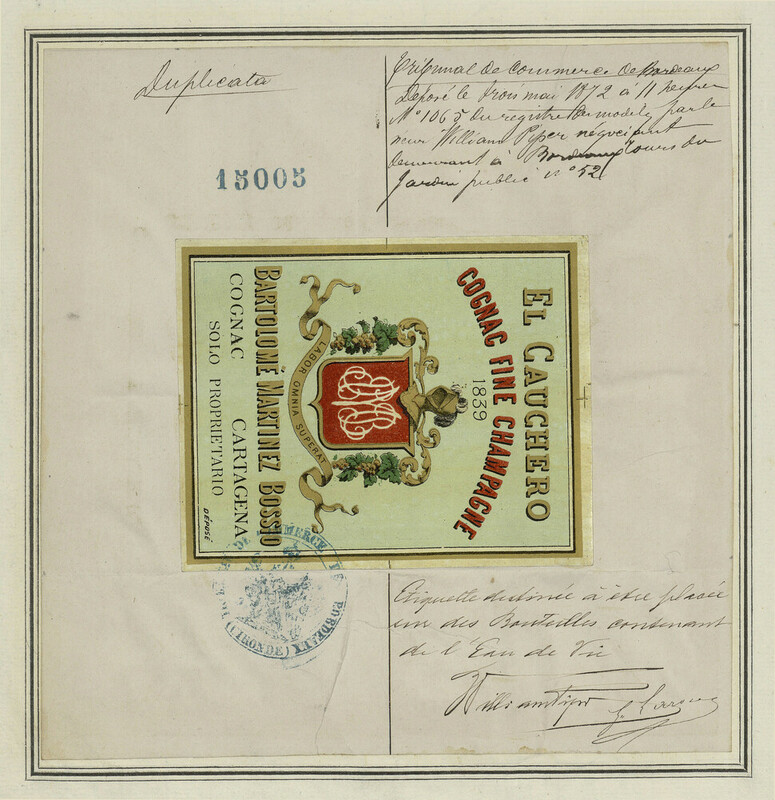 Duplicata
15005
Tribunal de Commerce de Bordeaux
Déposé le trois mai 1872 à 11 heures
N° 1065 du registre des modèles par le
sieur William Piper négociant
demeurant à Bordeaux Cours du
Jardin public n° 52
EL GAUCHERO
COGNAC FINE CHAMPAGNE
1839
LABOR OMNIA SUPERAT
BARTOLOMÉ MARTINEZ BOSSIO
COGNAC CARTAGENA
SOLO PROPRIETARIO
DÉPOSÉ
DE COMMERCE DE BORDEAUX (GIRONDE)
Etiquette destinée à être placée
sur des Bouteilles contenant
de l'Eau de Vie
William Piper